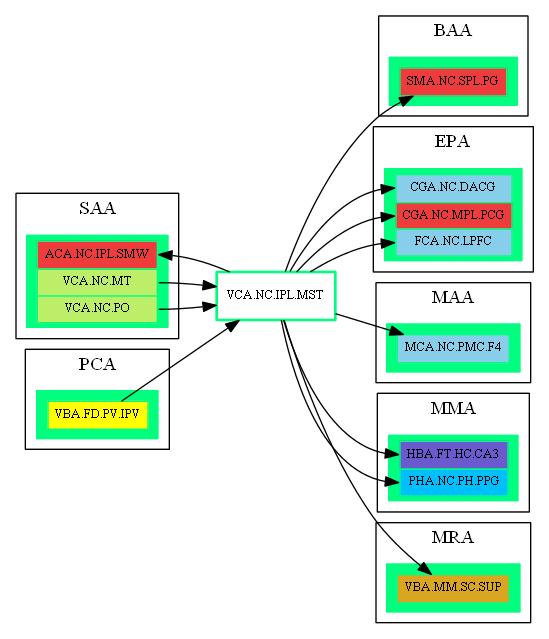 BAA
SMA.NC.SPL.PG
EPA
CGA.NC.DACG
CGA.NC.MPL.PCG
FCA.NC.LPFC
SAA
ACA.NC.IPL.SMW
VCA.NC.MT
VCA.NC.PO
VCA.NC.IPL.MST
MAA
MCA.NC.PMC.F4
PCA
VBA.FD.PV.IPV
MMA
HBA.FT.HC.CA3
PHA.NC.PH.PPG
MRA
VBA.MM.SC.SUP